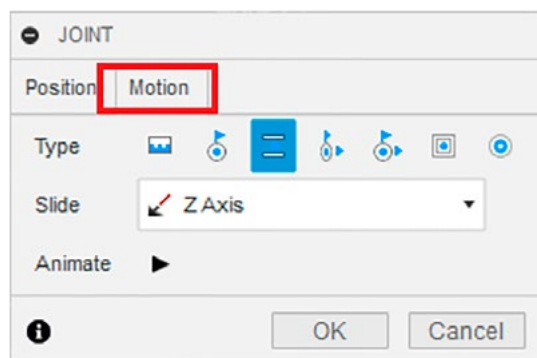 JOINT
Position Motion
Type
Slide Z Axis
Animate
OK Cancel